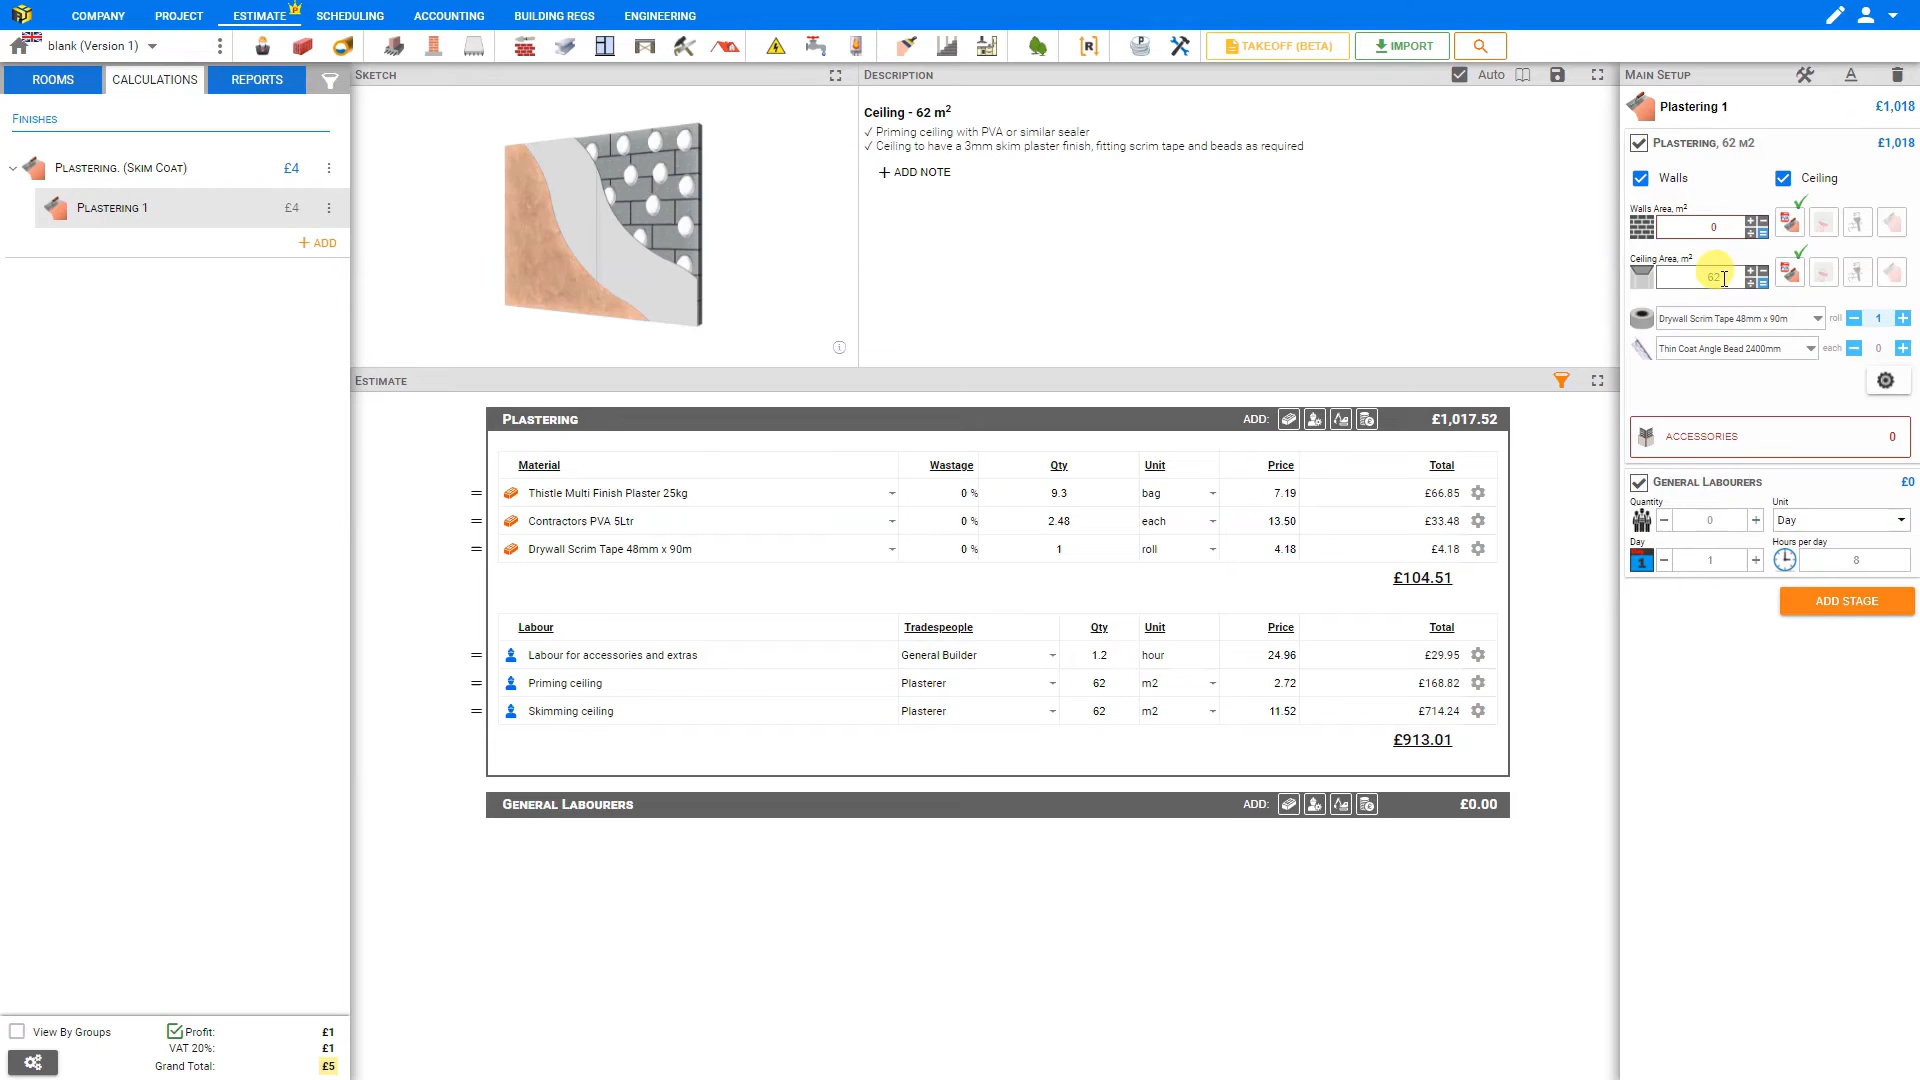 COMPANY PROJECT ESTIMATE SCHEDULING ACCOUNTING BUILDING REGS ENGINEERING
blank (Version 1) TAKEOFF (BETA) IMPORT
ROOMS CALCULATIONS REPORTS
FINISHES
PLASTERING. (SKIM COAT) £4
PLASTERING 1 £4
+ ADD
View By Groups
Profit: £1
VAT 20%: £1
Grand Total: £5
SKETCH
DESCRIPTION Auto
Ceiling - 62 m²
✓ Priming ceiling with PVA or similar sealer
✓ Ceiling to have a 3mm skim plaster finish, fitting scrim tape and beads as required
+ ADD NOTE
ESTIMATE
PLASTERING ADD: £1,017.52
Material Wastage Qty Unit Price Total
Thistle Multi Finish Plaster 25kg 0 % 9.3 bag 7.19 £66.85
Contractors PVA 5Ltr 0 % 2.48 each 13.50 £33.48
Drywall Scrim Tape 48mm x 90m 0 % 1 roll 4.18 £4.18
£104.51
Labour Tradespeople Qty Unit Price Total
Labour for accessories and extras General Builder 1.2 hour 24.96 £29.95
Priming ceiling Plasterer 62 m2 2.72 £168.82
Skimming ceiling Plasterer 62 m2 11.52 £714.24
£913.01
GENERAL LABOURERS ADD: £0.00
MAIN SETUP
Plastering 1 £1,018
PLASTERING, 62 M2 £1,018
Walls Ceiling
Walls Area, m²
0
Ceiling Area, m²
62
Drywall Scrim Tape 48mm x 90m roll − 1 +
Thin Coat Angle Bead 2400mm each − 0 +
ACCESSORIES 0
GENERAL LABOURERS £0
Quantity Unit
− 0 + Day
Day Hours per day
1 − 1 + 8
ADD STAGE